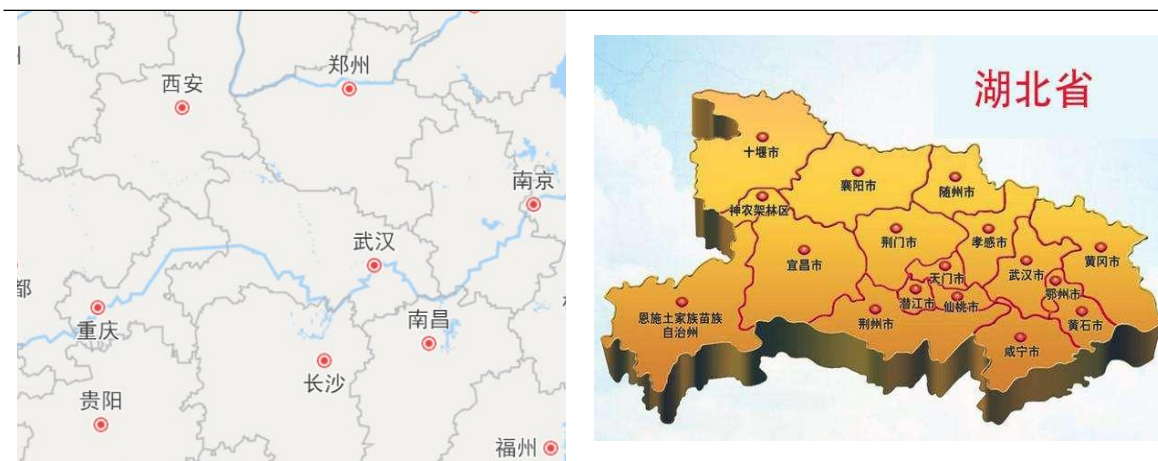 西安
郑州
南京
武汉
都
重庆
南昌
长沙
贵阳
福州
湖北省
十堰市
襄阳市
随州市
神农架林区
荆门市
孝感市
宜昌市
天门市
武汉市
黄冈市
鄂州市
潜江市
仙桃市
恩施土家族苗族
自治州
荆州市
黄石市
咸宁市